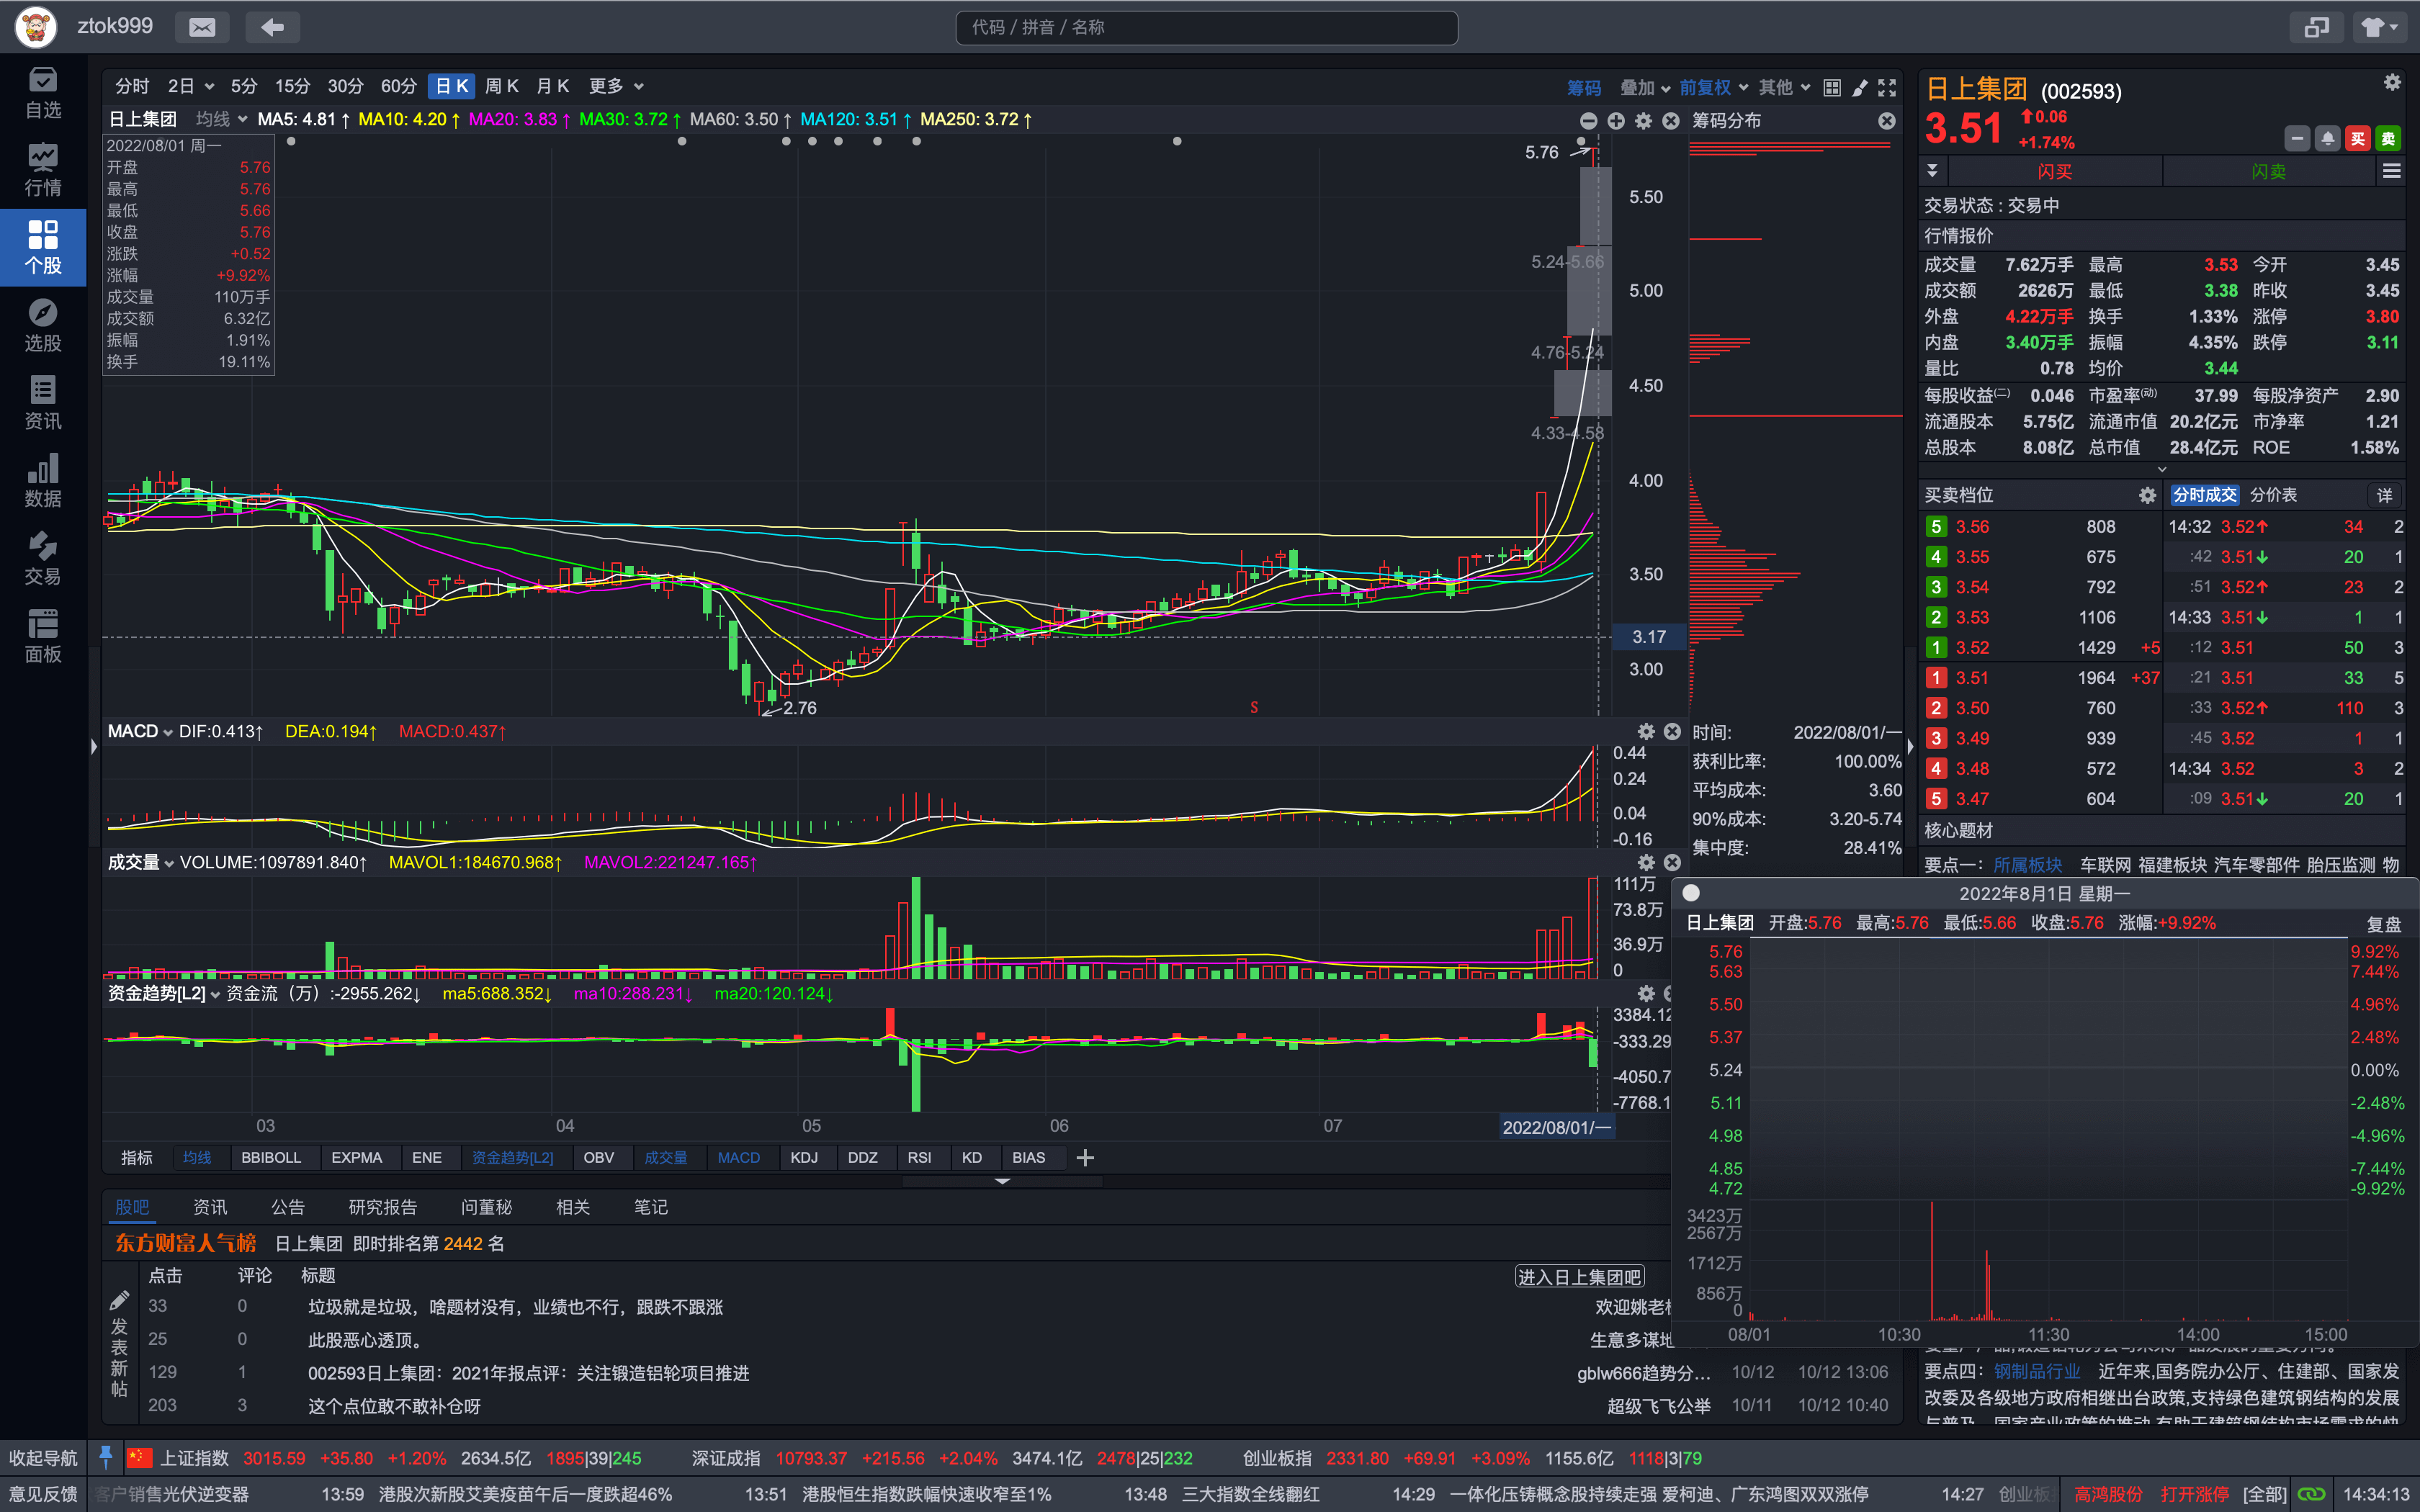 ztok999
代码 / 拼音 / 名称
自选
行情
个股
选股
资讯
数据
交易
面板
分时 2日 5分 15分 30分 60分 日K 周K 月K 更多
筹码 叠加 前复权 其他
日上集团 均线 MA5: 4.81↑ MA10: 4.20↑ MA20: 3.83↑ MA30: 3.72↑ MA60: 3.50↑ MA120: 3.51↑ MA250: 3.72↑
筹码分布
2022/08/01 周一
开盘 5.76
最高 5.76
最低 5.66
收盘 5.76
涨跌 +0.52
涨幅 +9.92%
成交量 110万手
成交额 6.32亿
振幅 1.91%
换手 19.11%
5.76
5.24-5.66
4.76-5.24
4.33-4.58
2.76
S
5.50
5.00
4.50
4.00
3.50
3.17
3.00
MACD DIF:0.413↑ DEA:0.194↑ MACD:0.437↑
0.44
0.24
0.04
-0.16
成交量 VOLUME:1097891.840↑ MAVOL1:184670.968↑ MAVOL2:221247.165↑
111万
73.8万
36.9万
0
资金趋势[L2] 资金流（万）:-2955.262↓ ma5:688.352↓ ma10:288.231↓ ma20:120.124↓
3384.12
-333.29
-4050.7
-7768.1
03 04 05 06 07 2022/08/01/一
时间: 2022/08/01/一
获利比率: 100.00%
平均成本: 3.60
90%成本: 3.20-5.74
集中度: 28.41%
指标 均线 BBIBOLL EXPMA ENE 资金趋势[L2] OBV 成交量 MACD KDJ DDZ RSI KD BIAS
股吧 资讯 公告 研究报告 问董秘 相关 笔记
东方财富人气榜 日上集团 即时排名第 2442 名
点击 评论 标题
进入日上集团吧
发表新帖
33 0 垃圾就是垃圾，啥题材没有，业绩也不行，跟跌不跟涨 欢迎姚老
25 0 此股恶心透顶。 生意多谋
129 1 002593日上集团：2021年报点评：关注锻造铝轮项目推进 gblw666趋势分... 10/12 10/12 13:06
203 3 这个点位敢不敢补仓呀 超级飞飞公举 10/11 10/12 10:40
日上集团 (002593)
3.51 0.06
+1.74%
买 卖
闪买 闪卖
交易状态 : 交易中
行情报价
成交量 7.62万手 最高 3.53 今开 3.45
成交额 2626万 最低 3.38 昨收 3.45
外盘 4.22万手 换手 1.33% 涨停 3.80
内盘 3.40万手 振幅 4.35% 跌停 3.11
量比 0.78 均价 3.44
每股收益(二) 0.046 市盈率(动) 37.99 每股净资产 2.90
流通股本 5.75亿 流通市值 20.2亿元 市净率 1.21
总股本 8.08亿 总市值 28.4亿元 ROE 1.58%
买卖档位 分时成交 分价表 详
5 3.56 808 14:32 3.52↑ 34 2
4 3.55 675 :42 3.51↓ 20 1
3 3.54 792 :51 3.52↑ 23 2
2 3.53 1106 14:33 3.51↓ 1 1
1 3.52 1429 +5 :12 3.51 50 3
1 3.51 1964 +37 :21 3.51 33 5
2 3.50 760 :33 3.52↑ 110 3
3 3.49 939 :45 3.52 1 1
4 3.48 572 14:34 3.52 3 2
5 3.47 604 :09 3.51↓ 20 1
核心题材
要点一： 所属板块 车联网 福建板块 汽车零部件 胎压监测 物
2022年8月1日 星期一
日上集团 开盘:5.76 最高:5.76 最低:5.66 收盘:5.76 涨幅:+9.92% 复盘
5.76 9.92%
5.63 7.44%
5.50 4.96%
5.37 2.48%
5.24 0.00%
5.11 -2.48%
4.98 -4.96%
4.85 -7.44%
4.72 -9.92%
3423万
2567万
1712万
856万
0
08/01 10:30 11:30 14:00 15:00
要点四： 钢制品行业 近年来,国务院办公厅、住建部、国家发
改委及各级地方政府相继出台政策,支持绿色建筑钢结构的发展
收起导航 上证指数 3015.59 +35.80 +1.20% 2634.5亿 1895|39|245 深证成指 10793.37 +215.56 +2.04% 3474.1亿 2478|25|232 创业板指 2331.80 +69.91 +3.09% 1155.6亿 1118|3|79
意见反馈 客户销售光伏逆变器 13:59 港股次新股艾美疫苗午后一度跌超46% 13:51 港股恒生指数跌幅快速收窄至1% 13:48 三大指数全线翻红 14:29 一体化压铸概念股持续走强 爱柯迪、广东鸿图双双涨停 14:27 创业板 高鸿股份 打开涨停 [全部] 14:34:13